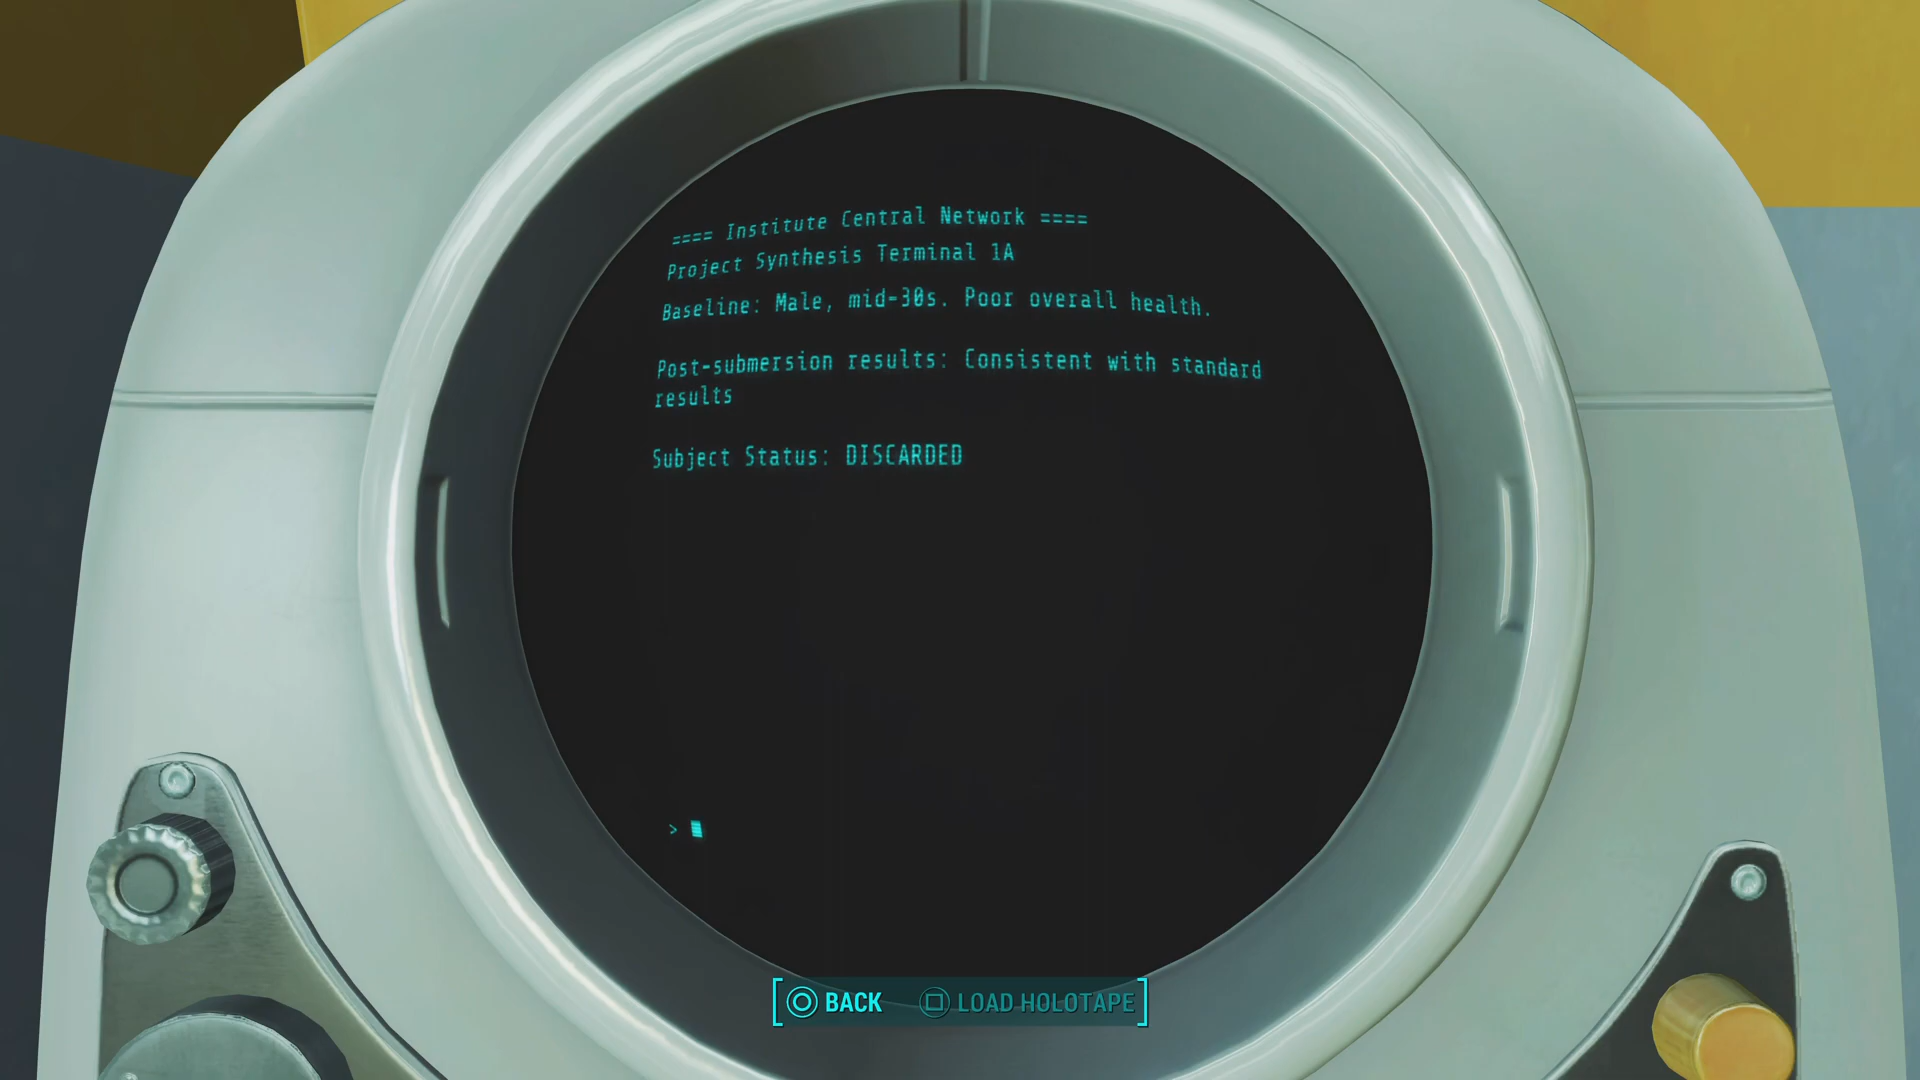 ==== Institute Central Network ====
Project Synthesis Terminal 1A
Baseline: Male, mid-30s. Poor overall health.
Post-submersion results: Consistent with standard
results
Subject Status: DISCARDED
>
BACK LOAD HOLOTAPE